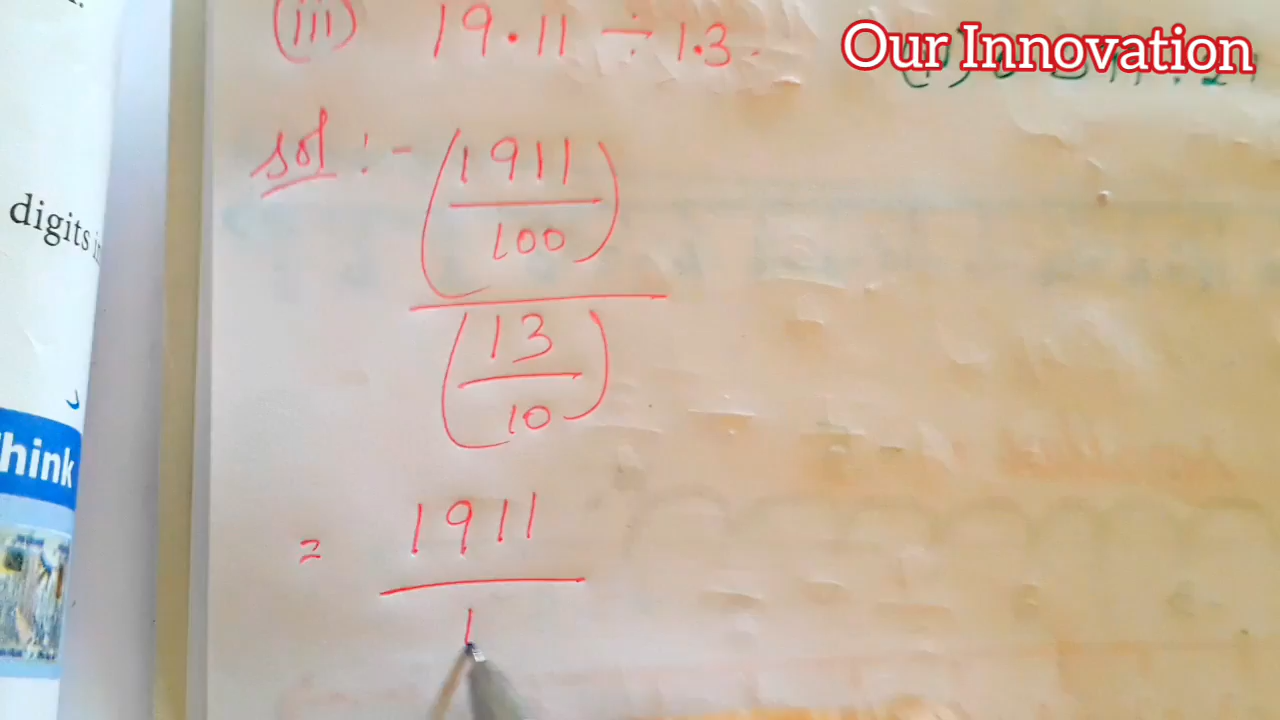 (iii) 19.11 ÷ 1.3
Our Innovation
sol :- (1911/100)
(13/10)
digits
hink
= 1911
1